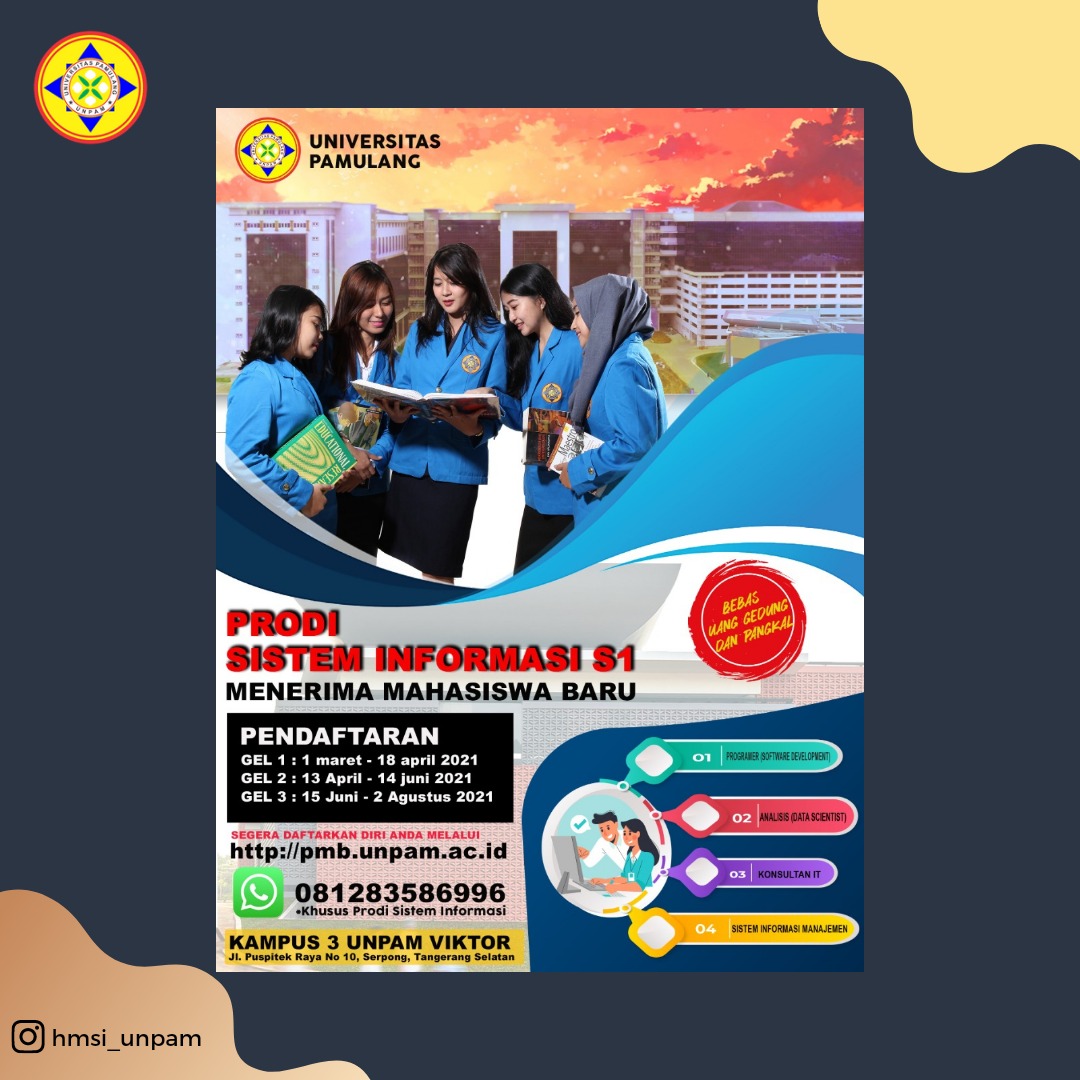 UNIVERSITAS PAMULANG
UNPAM
UNIVERSITAS
PAMULANG
EDUCATIONAL
BEBAS
UANG GEDUNG
DAN PANGKAL
PRODI
SISTEM INFORMASI S1
MENERIMA MAHASISWA BARU
PENDAFTARAN
GEL 1 : 1 maret - 18 april 2021
GEL 2 : 13 April - 14 juni 2021
GEL 3 : 15 Juni - 2 Agustus 2021
SEGERA DAFTARKAN DIRI ANDA MELALUI
http://pmb.unpam.ac.id
081283586996
•Khusus Prodi Sistem Informasi
KAMPUS 3 UNPAM VIKTOR
Jl. Puspitek Raya No 10, Serpong, Tangerang Selatan
01 PROGRAMER (SOFTWARE DEVELOPMENT)
02 ANALISIS (DATA SCIENTIST)
03 KONSULTAN IT
04 SISTEM INFORMASI MANAJEMEN
hmsi_unpam